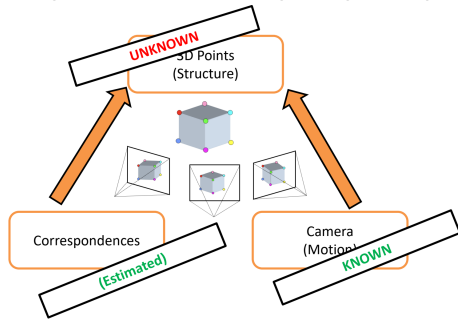 UNKNOWN
3D Points
(Structure)
Correspondences
(Estimated)
Camera
(Motion)
KNOWN